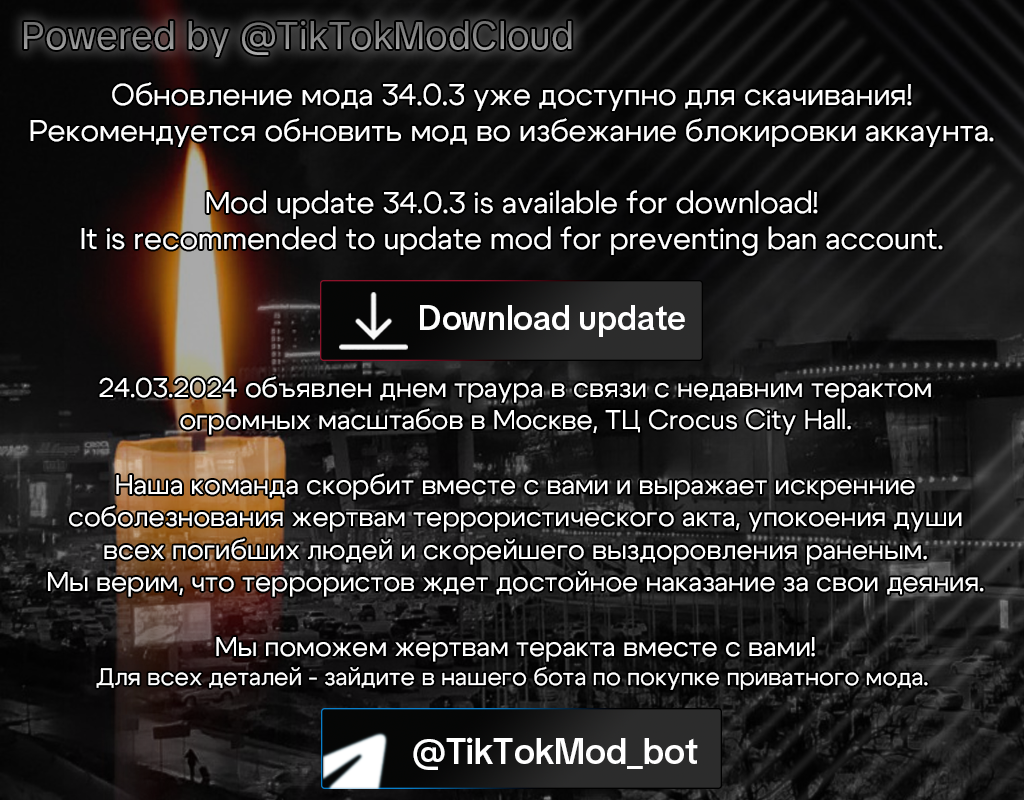 Powered by @TikTokModCloud
Обновление мода 34.0.3 уже доступно для скачивания!
Рекомендуется обновить мод во избежание блокировки аккаунта.
Mod update 34.0.3 is available for download!
It is recommended to update mod for preventing ban account.
Download update
24.03.2024 объявлен днем траура в связи с недавним терактом
огромных масштабов в Москве, ТЦ Crocus City Hall.
Наша команда скорбит вместе с вами и выражает искренние
соболезнования жертвам террористического акта, упокоения души
всех погибших людей и скорейшего выздоровления раненым.
Мы верим, что террористов ждет достойное наказание за свои деяния.
Мы поможем жертвам теракта вместе с вами!
Для всех деталей - зайдите в нашего бота по покупке приватного мода.
@TikTokMod_bot